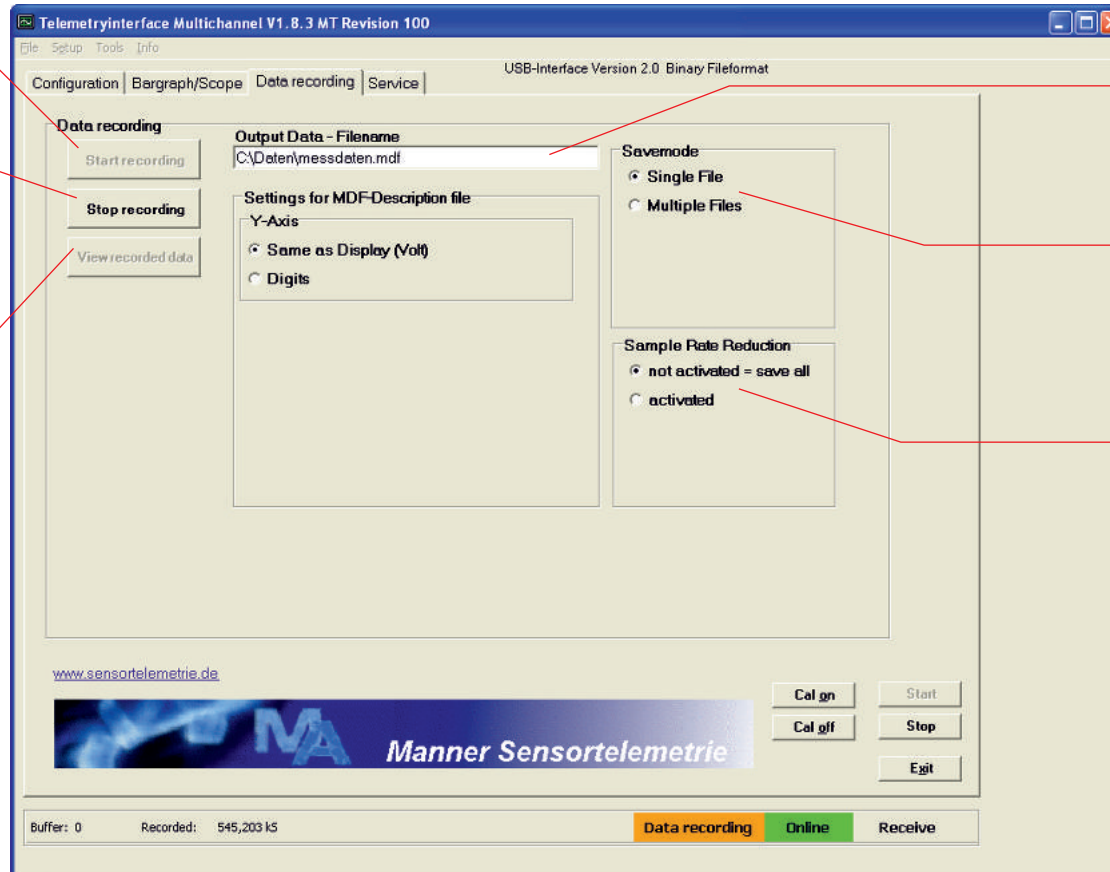 Telemetryinterface Multichannel V1.8.3 MT Revision 100
File Setup Tools Info
USB-Interface Version 2.0 Binary Fileformat
Configuration Bargraph/Scope Data recording Service
Data recording
Start recording
Stop recording
View recorded data
Output Data - Filename
C:\Daten\messdaten.mdf
Settings for MDF-Description file
Y-Axis
Same as Display (Volt)
Digits
Savemode
Single File
Multiple Files
Sample Rate Reduction
not activated = save all
activated
www.sensortelemetrie.de
MA
Manner Sensortelemetrie
Cal on
Start
Cal off
Stop
Exit
Buffer: 0 Recorded: 545,203 kS Data recording Online Receive